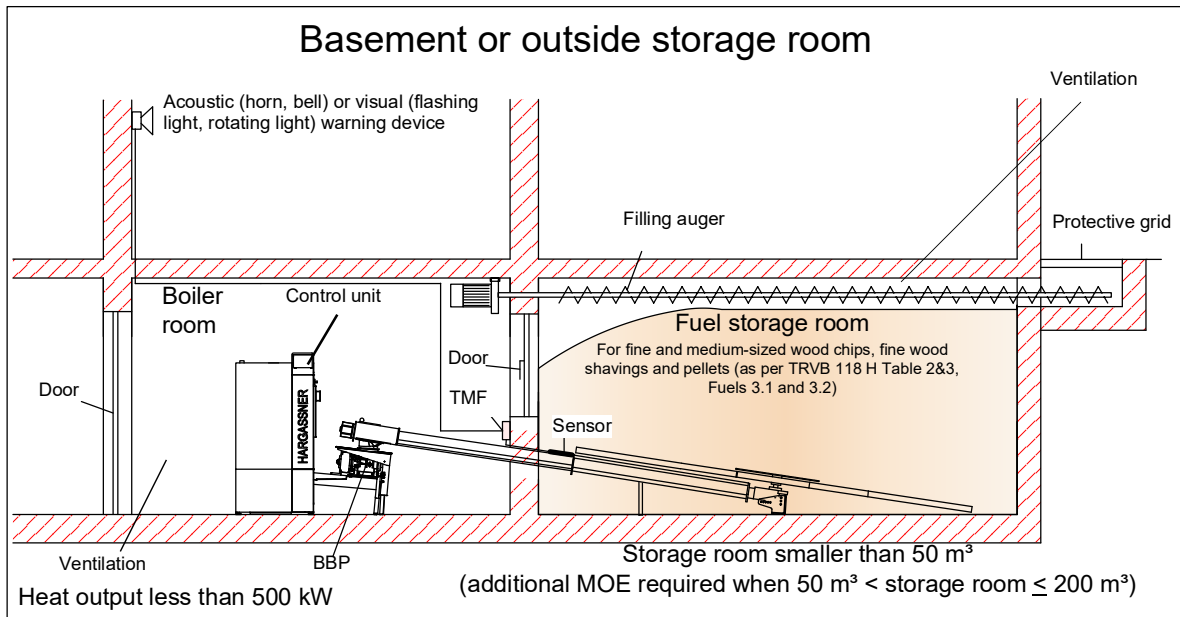 Basement or outside storage room
Acoustic (horn, bell) or visual (flashing
light, rotating light) warning device
Ventilation
Filling auger
Protective grid
Boiler
room
Control unit
Fuel storage room
For fine and medium-sized wood chips, fine wood
shavings and pellets (as per TRVB 118 H Table 2&3,
Fuels 3.1 and 3.2)
Door
Door
TMF
Sensor
HARGASSNER
Ventilation
BBP
Storage room smaller than 50 m³
(additional MOE required when 50 m³ < storage room ≤ 200 m³)
Heat output less than 500 kW